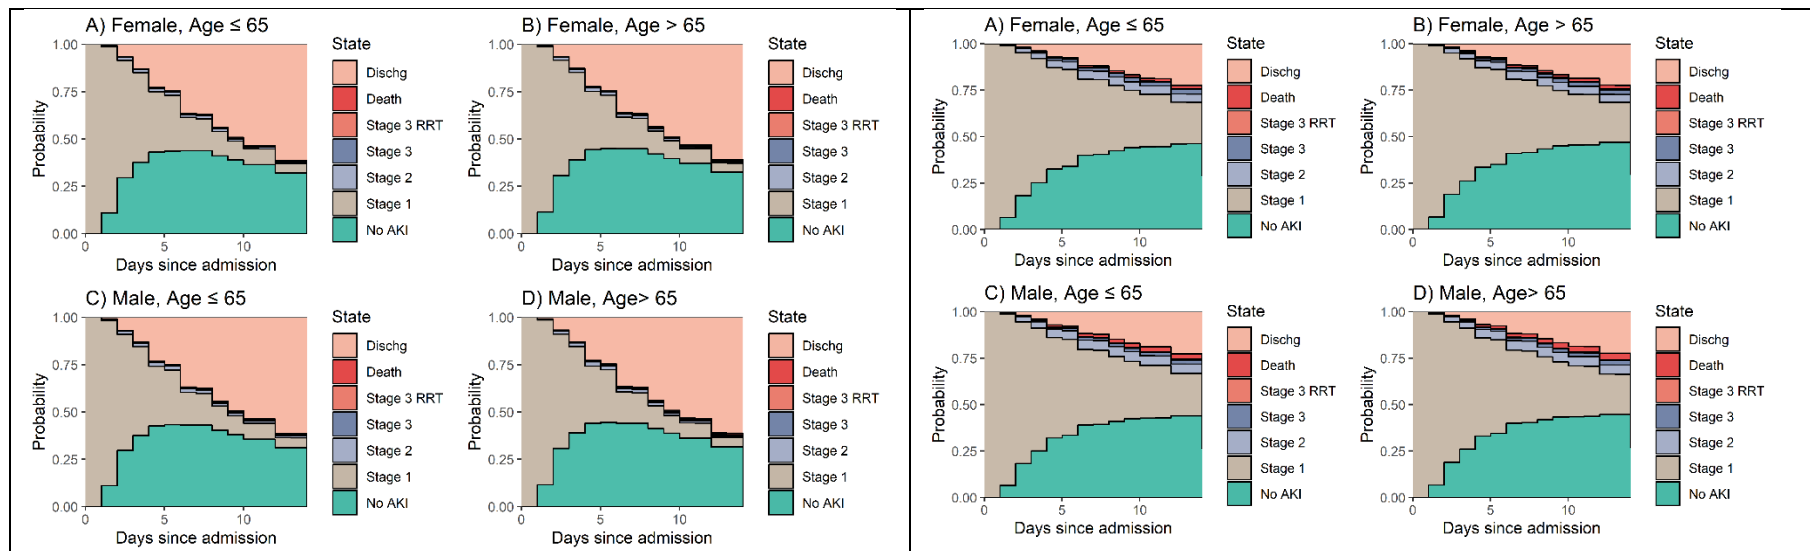 A) Female, Age ≤ 65
1.00
0.75
0.50
0.25
0.00
Probability
0
5
10
Days since admission
State
Dischg
Death
Stage 3 RRT
Stage 3
Stage 2
Stage 1
No AKI
B) Female, Age > 65
1.00
0.75
0.50
0.25
0.00
Probability
0
5
10
Days since admission
State
Dischg
Death
Stage 3 RRT
Stage 3
Stage 2
Stage 1
No AKI
C) Male, Age ≤ 65
1.00
0.75
0.50
0.25
0.00
Probability
0
5
10
Days since admission
State
Dischg
Death
Stage 3 RRT
Stage 3
Stage 2
Stage 1
No AKI
D) Male, Age> 65
1.00
0.75
0.50
0.25
0.00
Probability
0
5
10
Days since admission
State
Dischg
Death
Stage 3 RRT
Stage 3
Stage 2
Stage 1
No AKI
A) Female, Age ≤ 65
1.00
0.75
0.50
0.25
0.00
Probability
0
5
10
Days since admission
State
Dischg
Death
Stage 3 RRT
Stage 3
Stage 2
Stage 1
No AKI
B) Female, Age > 65
1.00
0.75
0.50
0.25
0.00
Probability
0
5
10
Days since admission
State
Dischg
Death
Stage 3 RRT
Stage 3
Stage 2
Stage 1
No AKI
C) Male, Age ≤ 65
1.00
0.75
0.50
0.25
0.00
Probability
0
5
10
Days since admission
State
Dischg
Death
Stage 3 RRT
Stage 3
Stage 2
Stage 1
No AKI
D) Male, Age> 65
1.00
0.75
0.50
0.25
0.00
Probability
0
5
10
Days since admission
State
Dischg
Death
Stage 3 RRT
Stage 3
Stage 2
Stage 1
No AKI